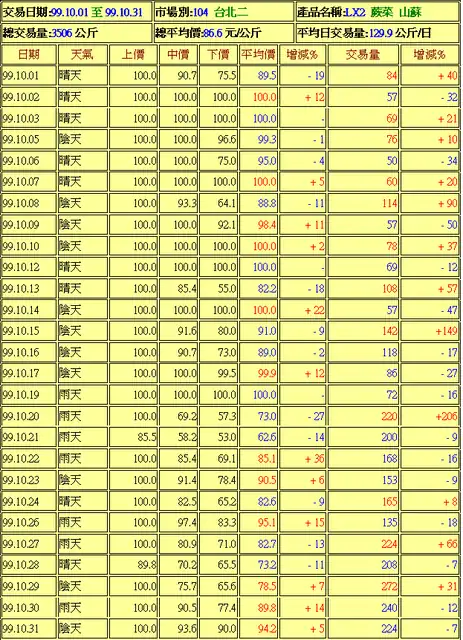 交易日期:99.10.01 至 99.10.31 市場別:104 台北二 產品名稱:LX2 蕨菜 山蘇
總交易量:3506 公斤 總平均價:86.6 元/公斤 平均日交易量:129.9 公斤/日
日期 天氣 上價 中價 下價 平均價 增減% 交易量 增減%
99.10.01 晴天 100.0 90.7 75.5 89.5 - 19 84 + 40
99.10.02 晴天 100.0 100.0 100.0 100.0 + 12 57 - 32
99.10.03 晴天 100.0 100.0 100.0 100.0 - 69 + 21
99.10.05 陰天 100.0 100.0 96.6 99.3 - 1 76 + 10
99.10.06 晴天 100.0 100.0 75.0 95.0 - 4 50 - 34
99.10.07 晴天 100.0 100.0 100.0 100.0 + 5 60 + 20
99.10.08 陰天 100.0 93.3 64.1 88.8 - 11 114 + 90
99.10.09 陰天 100.0 100.0 92.1 98.4 + 11 57 - 50
99.10.10 陰天 100.0 100.0 100.0 100.0 + 2 78 + 37
99.10.12 晴天 100.0 100.0 100.0 100.0 - 69 - 12
99.10.13 晴天 100.0 85.4 55.0 82.2 - 18 108 + 57
99.10.14 陰天 100.0 100.0 100.0 100.0 + 22 57 - 47
99.10.15 陰天 100.0 91.6 80.0 91.0 - 9 142 +149
99.10.16 陰天 100.0 90.7 73.0 89.0 - 2 118 - 17
99.10.17 陰天 100.0 100.0 99.5 99.9 + 12 86 - 27
99.10.19 雨天 100.0 100.0 100.0 100.0 - 72 - 16
99.10.20 雨天 100.0 69.2 57.3 73.0 - 27 220 +206
99.10.21 雨天 85.5 58.2 53.0 62.6 - 14 200 - 9
99.10.22 雨天 100.0 85.4 69.1 85.1 + 36 168 - 16
99.10.23 陰天 100.0 91.4 78.4 90.5 + 6 153 - 9
99.10.24 晴天 100.0 82.5 65.2 82.6 - 9 165 + 8
99.10.26 雨天 100.0 97.4 83.3 95.1 + 15 135 - 18
99.10.27 雨天 100.0 80.9 71.0 82.7 - 13 224 + 66
99.10.28 晴天 89.8 70.2 65.5 73.2 - 11 208 - 7
99.10.29 陰天 100.0 75.7 65.6 78.5 + 7 272 + 31
99.10.30 雨天 100.0 90.5 77.4 89.8 + 14 240 - 12
99.10.31 陰天 100.0 93.6 90.0 94.2 + 5 224 - 7